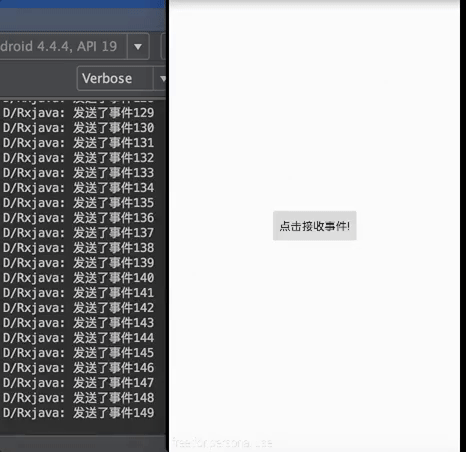 droid 4.4.4, API 19
Verbose
D/Rxjava: 发送了事件129
D/Rxjava: 发送了事件130
D/Rxjava: 发送了事件131
D/Rxjava: 发送了事件132
D/Rxjava: 发送了事件133
D/Rxjava: 发送了事件134
D/Rxjava: 发送了事件135
D/Rxjava: 发送了事件136
D/Rxjava: 发送了事件137
D/Rxjava: 发送了事件138
D/Rxjava: 发送了事件139
D/Rxjava: 发送了事件140
D/Rxjava: 发送了事件141
D/Rxjava: 发送了事件142
D/Rxjava: 发送了事件143
D/Rxjava: 发送了事件144
D/Rxjava: 发送了事件145
D/Rxjava: 发送了事件146
D/Rxjava: 发送了事件147
D/Rxjava: 发送了事件148
D/Rxjava: 发送了事件149
点击接收事件!